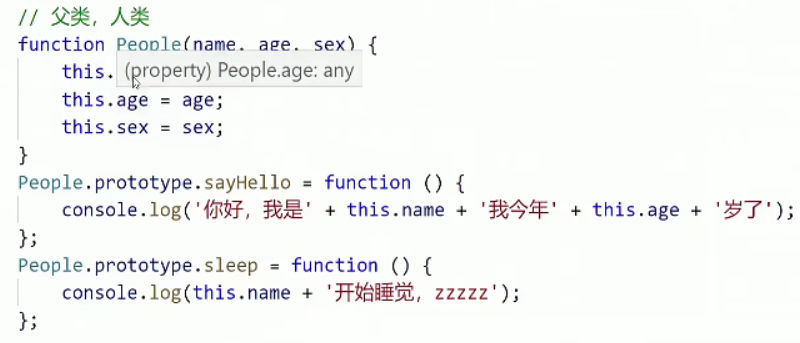 // 父类，人类
function People(name, age, sex) {
this.
(property) People.age: any
this.age = age;
this.sex = sex;
}
People.prototype.sayHello = function () {
console.log('你好，我是' + this.name + '我今年' + this.age + '岁了');
};
People.prototype.sleep = function () {
console.log(this.name + '开始睡觉，zzzzz');
};